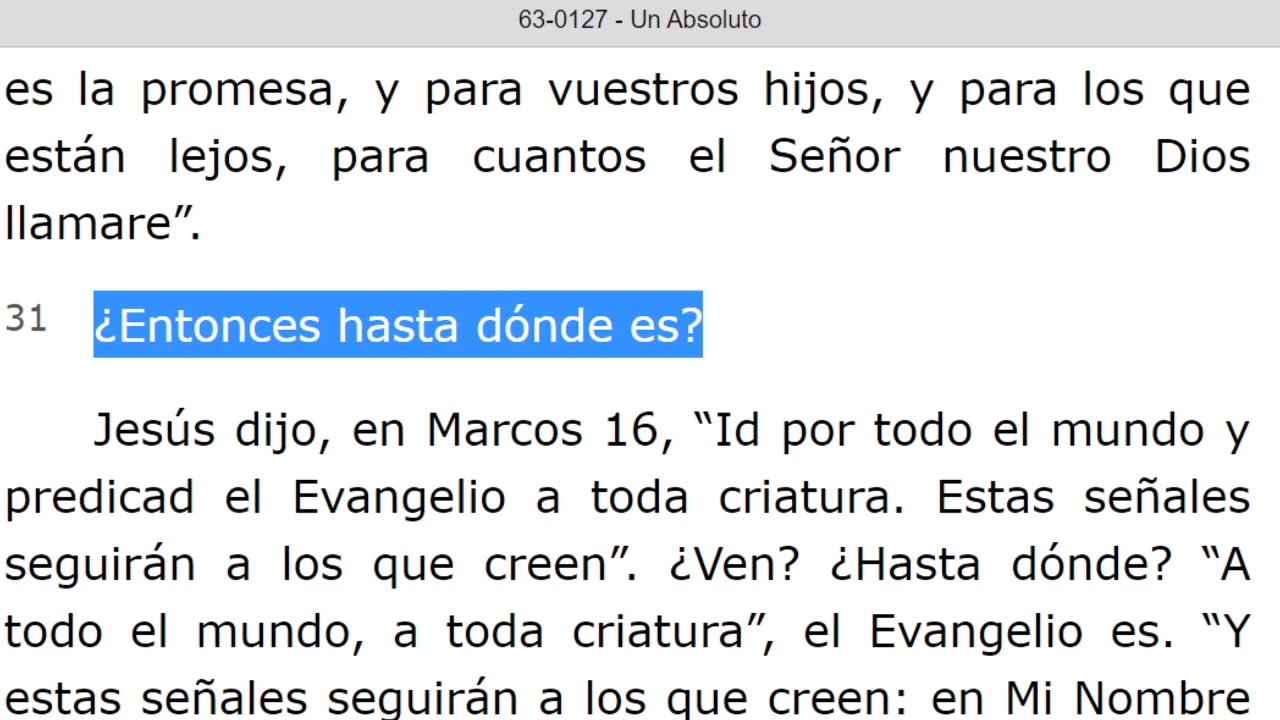 63-0127 - Un Absoluto
es la promesa, y para vuestros hijos, y para los que
están lejos, para cuantos el Señor nuestro Dios
llamare”.
31 ¿Entonces hasta dónde es?
Jesús dijo, en Marcos 16, “Id por todo el mundo y
predicad el Evangelio a toda criatura. Estas señales
seguirán a los que creen”. ¿Ven? ¿Hasta dónde? “A
todo el mundo, a toda criatura”, el Evangelio es. “Y
estas señales seguirán a los que creen: en Mi Nombre